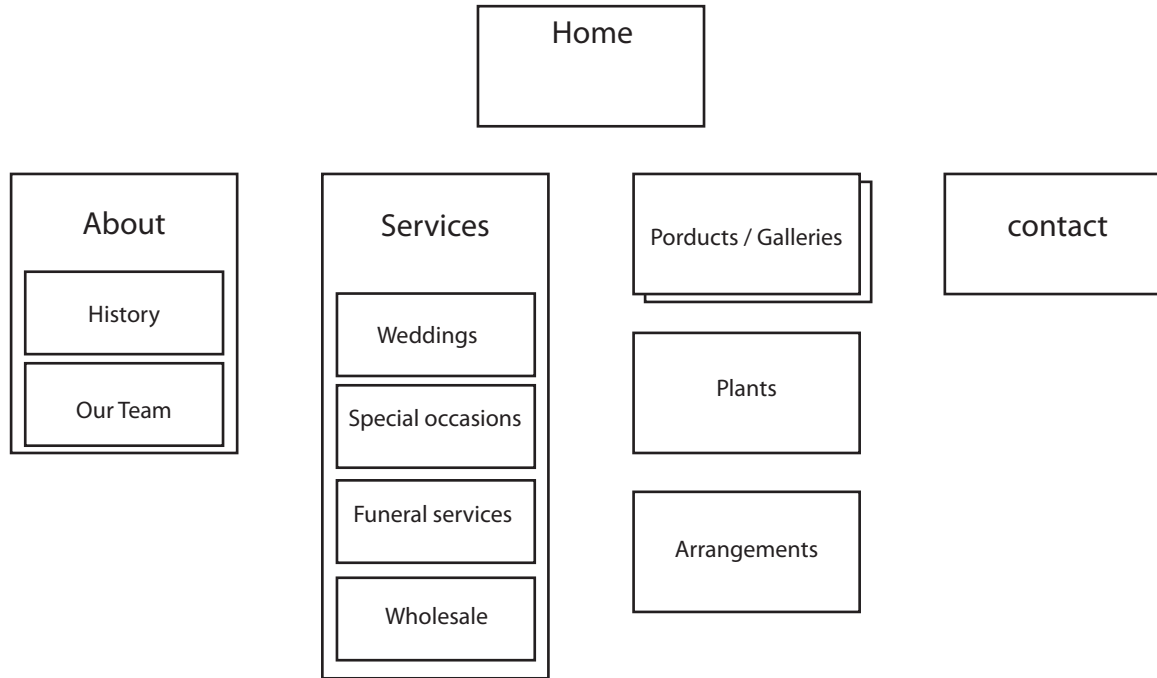 Home
About
History
Our Team
Services
Weddings
Special occasions
Funeral services
Wholesale
Porducts / Galleries
Plants
Arrangements
contact